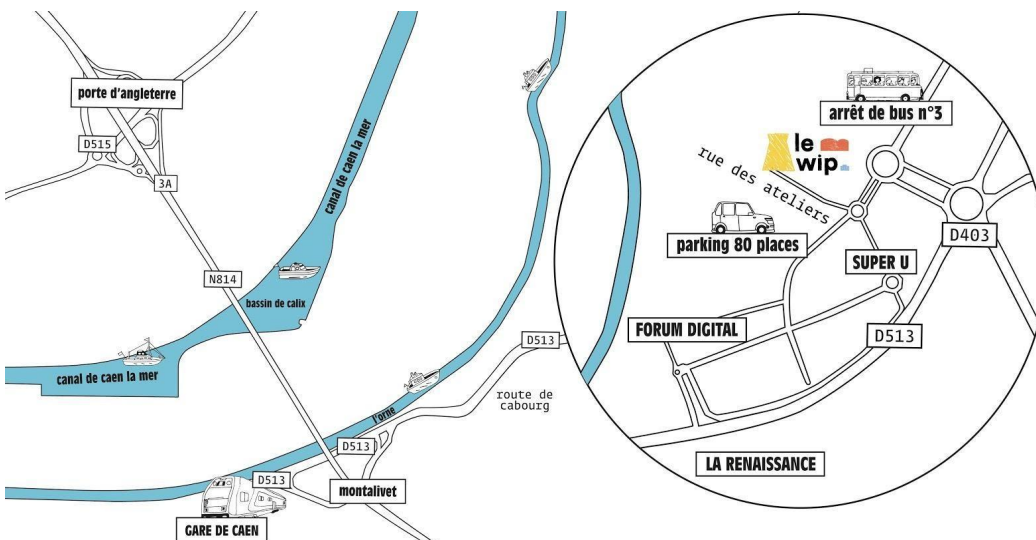 porte d'angleterre
D515
3A
canal de caen la mer
N814
bassin de calix
canal de caen la mer
D513
route de
cabourg
l'orne
D513
D513
montalivet
GARE DE CAEN
arrêt de bus n°3
le
wip.
rue des ateliers
parking 80 places
D403
SUPER U
FORUM DIGITAL
D513
LA RENAISSANCE